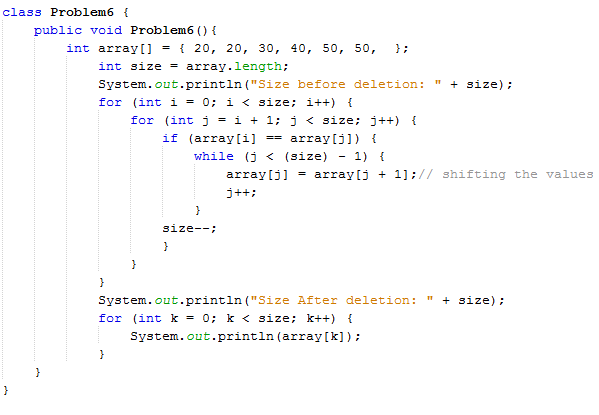 class Problem6 {
    public void Problem6(){
        int array[] = { 20, 20, 30, 40, 50, 50,  };
            int size = array.length;
            System.out.println("Size before deletion: " + size);
            for (int i = 0; i < size; i++) {
                for (int j = i + 1; j < size; j++) {
                    if (array[i] == array[j]) {
                        while (j < (size) - 1) {
                            array[j] = array[j + 1];// shifting the values
                            j++;
                        }
                    size--;
                    }
                }
            }
            System.out.println("Size After deletion: " + size);
            for (int k = 0; k < size; k++) {
                System.out.println(array[k]);
            }
    }
}